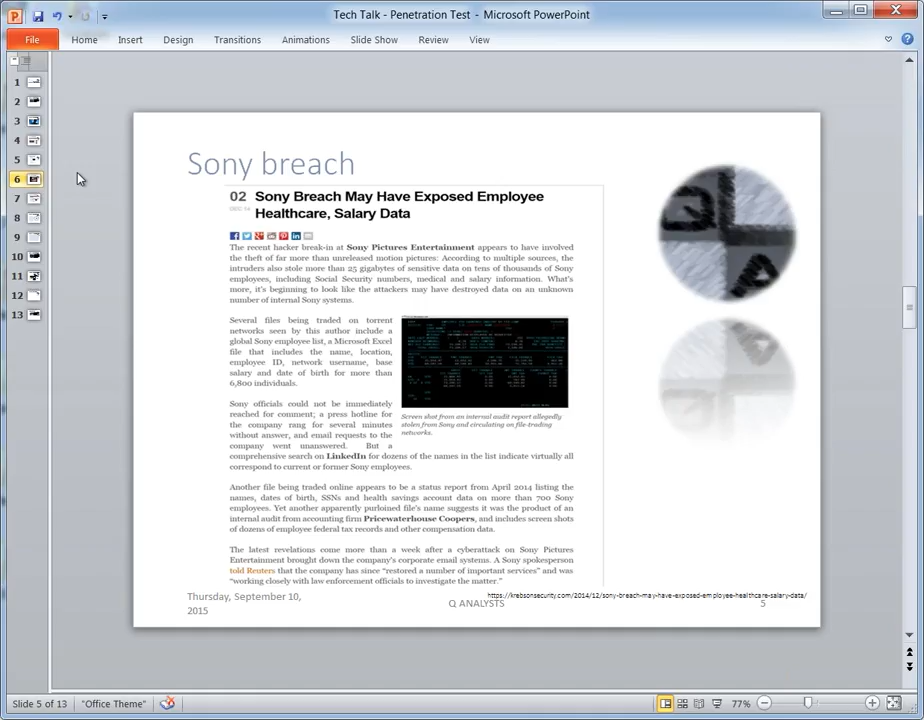 Tech Talk - Penetration Test - Microsoft PowerPoint
File Home Insert Design Transitions Animations Slide Show Review View
1
2
3
4
5
6
7
8
9
10
11
12
13
Sony breach
02 Sony Breach May Have Exposed Employee
DEC 14 Healthcare, Salary Data
The recent hacker break-in at Sony Pictures Entertainment appears to have involved
the theft of far more than unreleased motion pictures: According to multiple sources, the
intruders also stole more than 25 gigabytes of sensitive data on tens of thousands of Sony
employees, including Social Security numbers, medical and salary information. What's
more, it's beginning to look like the attackers may have destroyed data on an unknown
number of internal Sony systems.
Several files being traded on torrent
networks seen by this author include a
global Sony employee list, a Microsoft Excel
file that includes the name, location,
employee ID, network username, base
salary and date of birth for more than
6,800 individuals.
Screen shot from an internal audit report allegedly
stolen from Sony and circulating on file-trading
networks.
Sony officials could not be immediately
reached for comment; a press hotline for
the company rang for several minutes
without answer, and email requests to the
company went unanswered. But a
comprehensive search on LinkedIn for dozens of the names in the list indicate virtually all
correspond to current or former Sony employees.
Another file being traded online appears to be a status report from April 2014 listing the
names, dates of birth, SSNs and health savings account data on more than 700 Sony
employees. Yet another apparently purloined file's name suggests it was the product of an
internal audit from accounting firm Pricewaterhouse Coopers, and includes screen shots
of dozens of employee federal tax records and other compensation data.
The latest revelations come more than a week after a cyberattack on Sony Pictures
Entertainment brought down the company's corporate email systems. A Sony spokesperson
told Reuters that the company has since "restored a number of important services" and was
"working closely with law enforcement officials to investigate the matter."
https://krebsonsecurity.com/2014/12/sony-breach-may-have-exposed-employee-healthcare-salary-data/
Thursday, September 10,
2015
Q ANALYSTS
5
Slide 5 of 13 "Office Theme" 77%